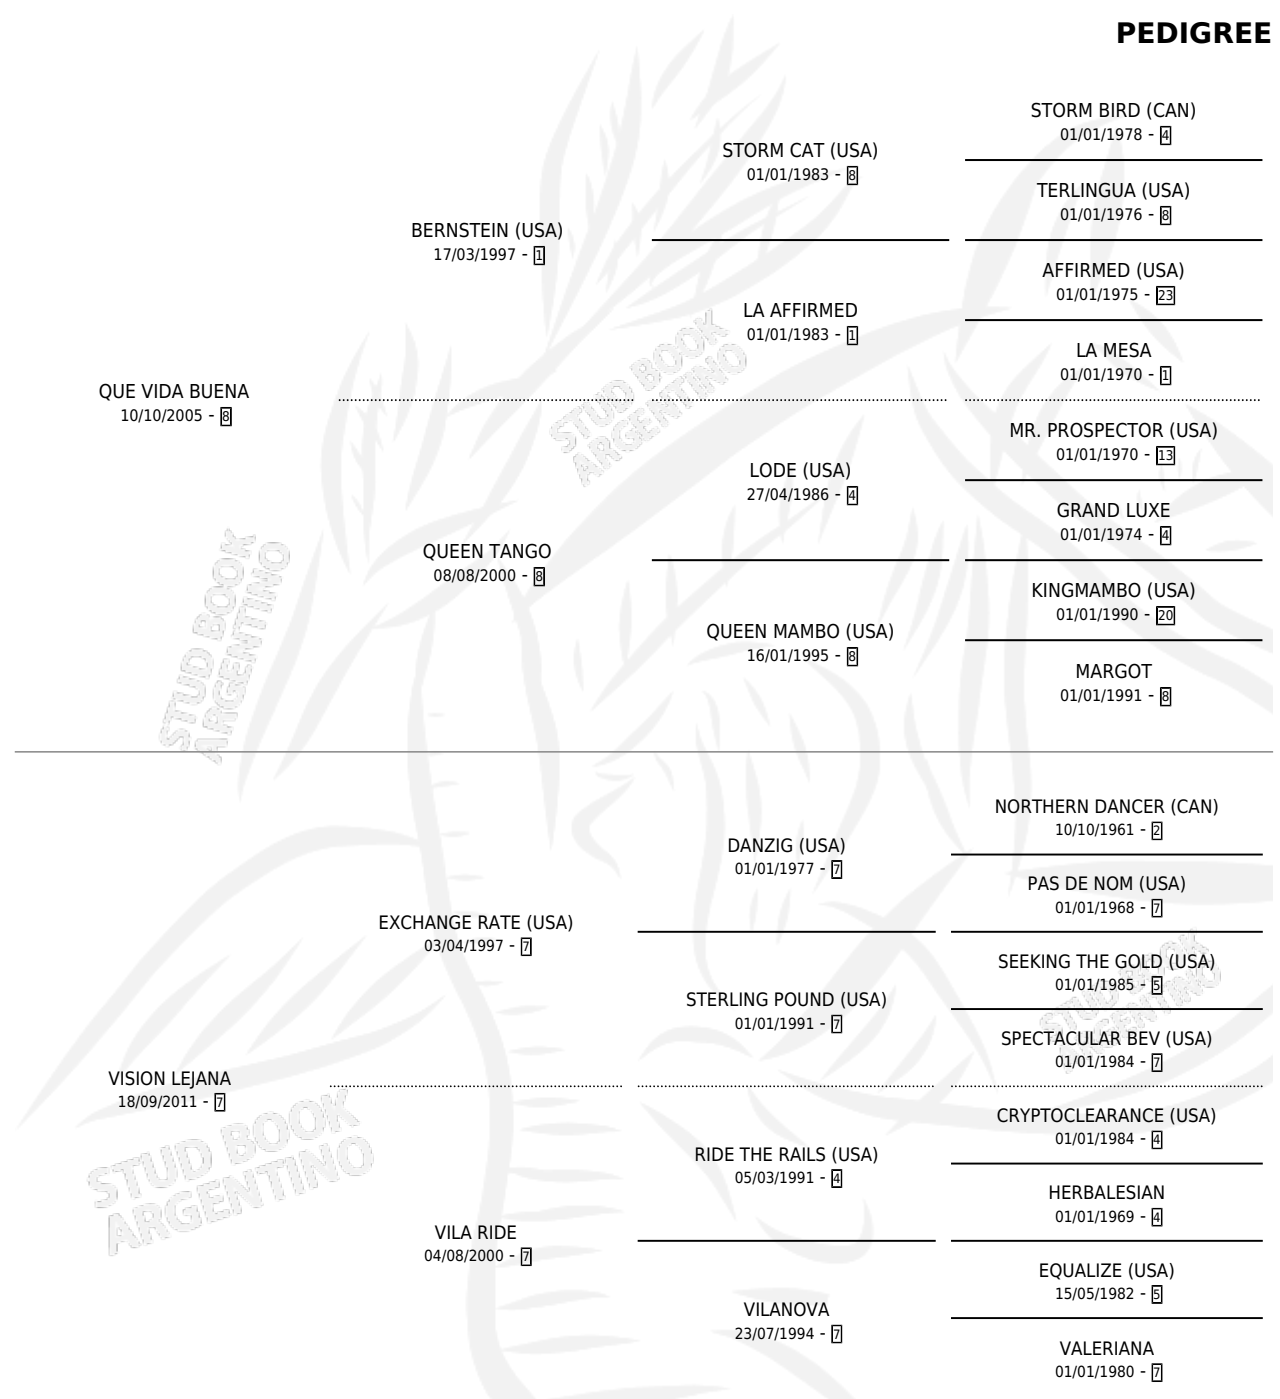 PEDIGREE
STORM BIRD (CAN)
01/01/1978 - 4
STORM CAT (USA)
01/01/1983 - 8
TERLINGUA (USA)
01/01/1976 - 8
BERNSTEIN (USA)
17/03/1997 - 1
AFFIRMED (USA)
01/01/1975 - 23
LA AFFIRMED
01/01/1983 - 1
LA MESA
01/01/1970 - 1
QUE VIDA BUENA
10/10/2005 - 8
MR. PROSPECTOR (USA)
01/01/1970 - 13
LODE (USA)
27/04/1986 - 4
GRAND LUXE
01/01/1974 - 4
QUEEN TANGO
08/08/2000 - 8
KINGMAMBO (USA)
01/01/1990 - 20
QUEEN MAMBO (USA)
16/01/1995 - 8
MARGOT
01/01/1991 - 8
NORTHERN DANCER (CAN)
10/10/1961 - 2
DANZIG (USA)
01/01/1977 - 7
PAS DE NOM (USA)
01/01/1968 - 7
EXCHANGE RATE (USA)
03/04/1997 - 7
SEEKING THE GOLD (USA)
01/01/1985 - 5
STERLING POUND (USA)
01/01/1991 - 7
SPECTACULAR BEV (USA)
01/01/1984 - 7
VISION LEJANA
18/09/2011 - 7
CRYPTOCLEARANCE (USA)
01/01/1984 - 4
RIDE THE RAILS (USA)
05/03/1991 - 4
HERBALESIAN
01/01/1969 - 4
VILA RIDE
04/08/2000 - 7
EQUALIZE (USA)
15/05/1982 - 5
VILANOVA
23/07/1994 - 7
VALERIANA
01/01/1980 - 7
STUD BOOK
ARGENTINO
STUD BOOK
ARGENTINO
STUD BOOK
ARGENTINO
STUD BOOK
ARGENTINO